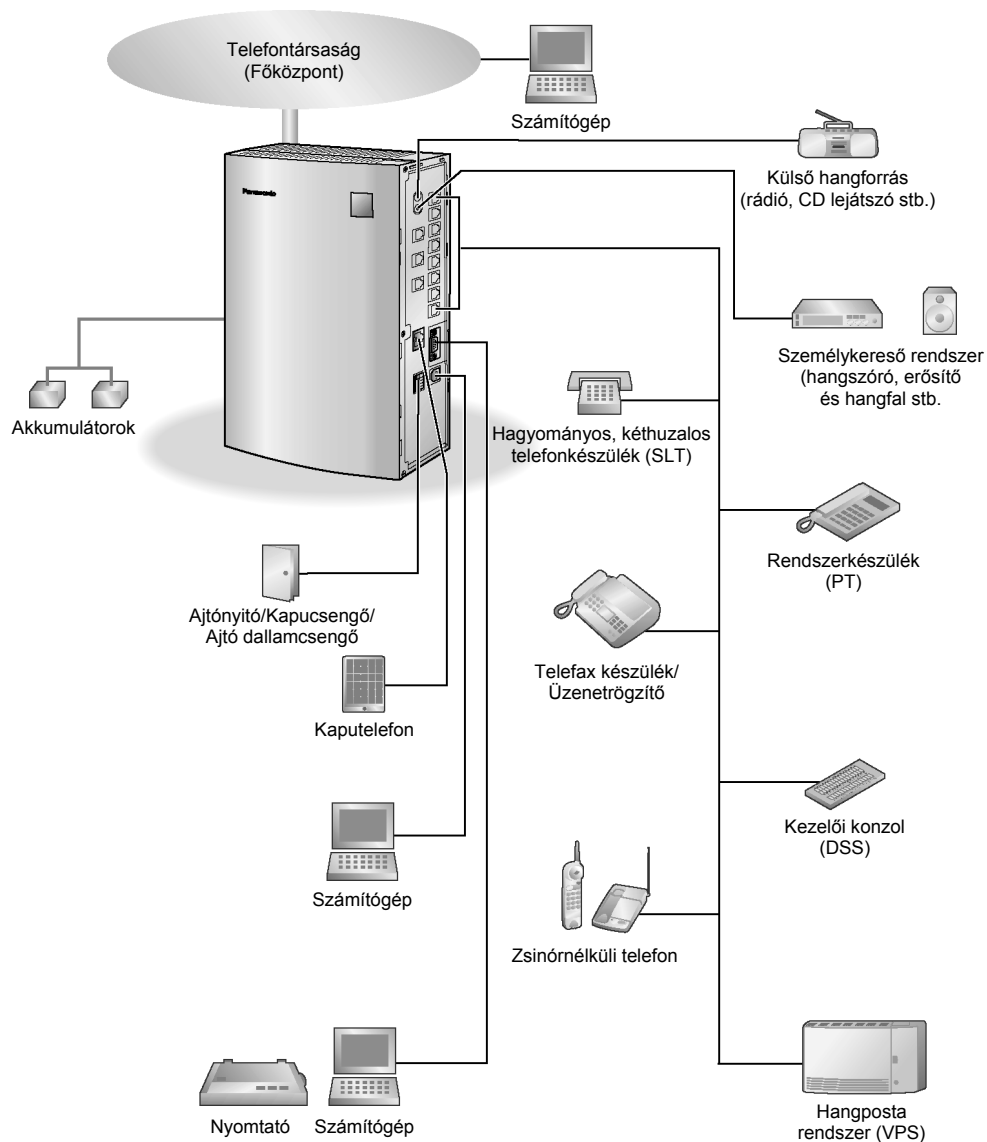 Telefontársaság
(Főközpont)
Számítógép
Külső hangforrás
(rádió, CD lejátszó stb.)
Panasonic
Személykereső rendszer
(hangszóró, erősítő
és hangfal stb.
Akkumulátorok
Hagyományos, kéthuzalos
telefonkészülék (SLT)
Rendszerkészülék
(PT)
Ajtónyitó/Kapucsengő/
Ajtó dallamcsengő
Telefax készülék/
Üzenetrögzítő
Kaputelefon
Kezelői konzol
(DSS)
Számítógép
Zsinórnélküli telefon
Nyomtató
Számítógép
Hangposta
rendszer (VPS)